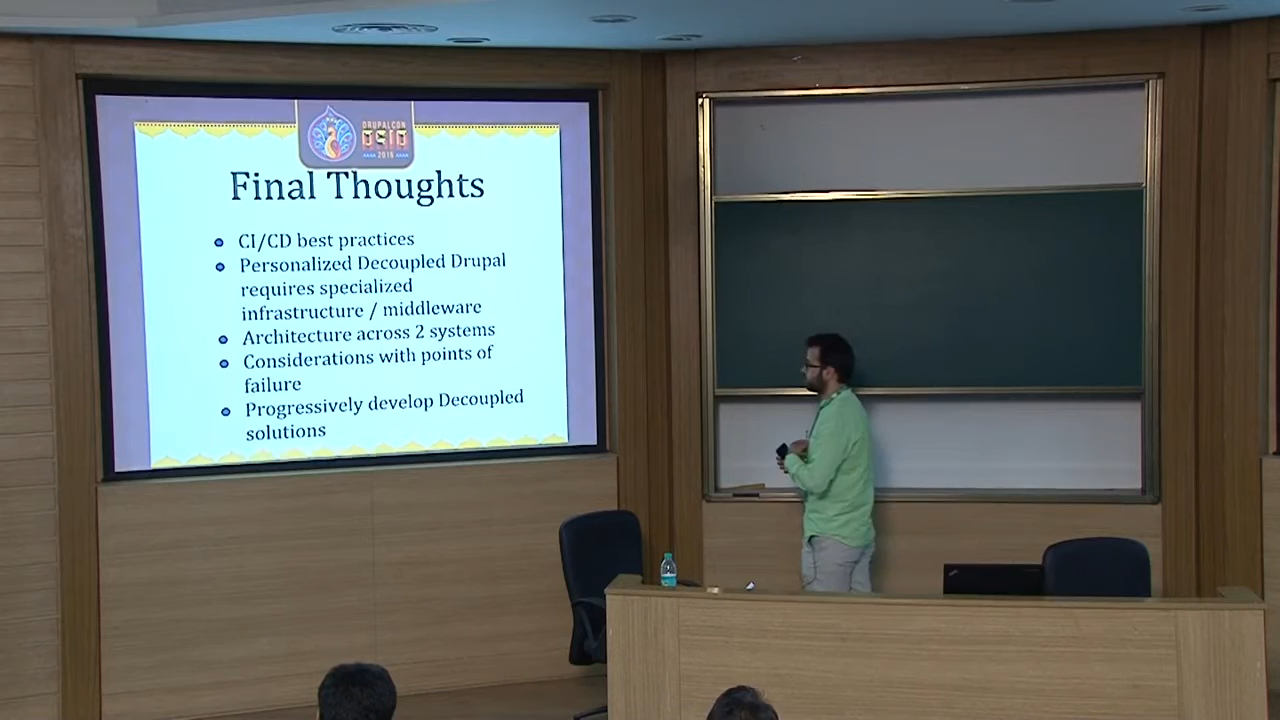 DRUPALCON
asia
2016
Final Thoughts
CI/CD best practices
Personalized Decoupled Drupal
requires specialized
infrastructure / middleware
Architecture across 2 systems
Considerations with points of
failure
Progressively develop Decoupled
solutions